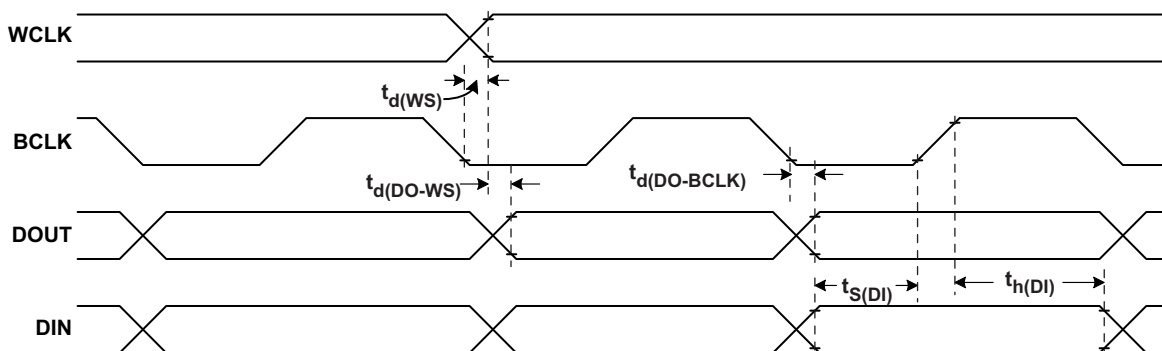 WCLK
td(WS)
BCLK
td(DO-WS)
td(DO-BCLK)
DOUT
tS(DI)
th(DI)
DIN